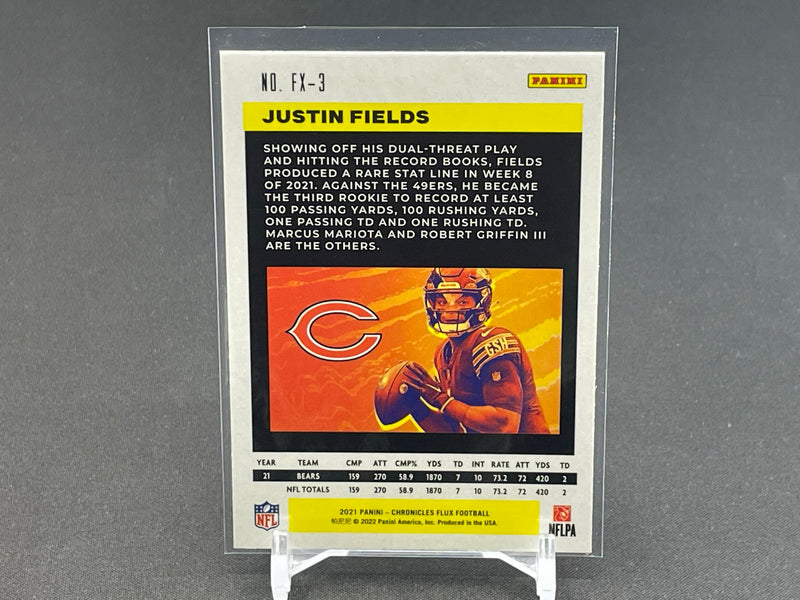 NO. FX-3
PANINI
JUSTIN FIELDS
SHOWING OFF HIS DUAL-THREAT PLAY
AND HITTING THE RECORD BOOKS, FIELDS
PRODUCED A RARE STAT LINE IN WEEK 8
OF 2021. AGAINST THE 49ERS, HE BECAME
THE THIRD ROOKIE TO RECORD AT LEAST
100 PASSING YARDS, 100 RUSHING YARDS,
ONE PASSING TD AND ONE RUSHING TD.
MARCUS MARIOTA AND ROBERT GRIFFIN III
ARE THE OTHERS.
C
GSH
YEAR TEAM CMP ATT CMP% YDS TD INT RATE ATT YDS TD
21 BEARS 159 270 58.9 1870 7 10 73.2 72 420 2
NFL TOTALS 159 270 58.9 1870 7 10 73.2 72 420 2
NFL
2021 PANINI – CHRONICLES FLUX FOOTBALL
帕尼尼 © 2022 Panini America, Inc. Produced in the USA.
NFLPA